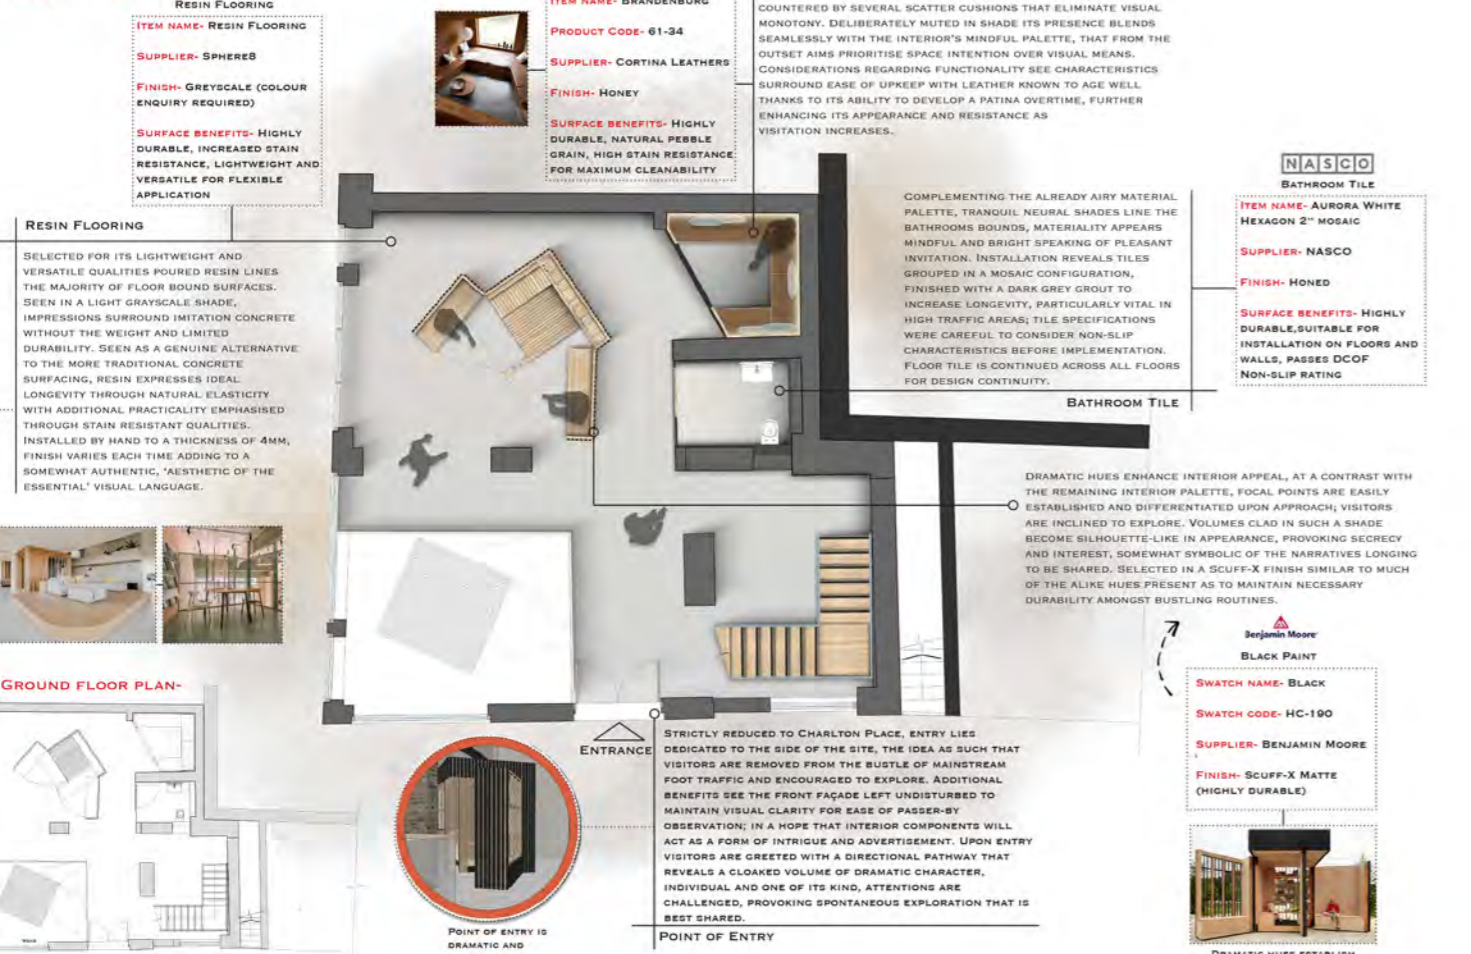 Resin Flooring
Item name- Resin Flooring
Supplier- Sphere8
Finish- Greyscale (colour
enquiry required)
Surface benefits- Highly
durable, increased stain
resistance, lightweight and
versatile for flexible
application
Item name- Brandenburg
Product Code- 61-34
Supplier- Cortina Leathers
Finish- Honey
Surface benefits- Highly
durable, natural pebble
grain, high stain resistance
for maximum cleanability
countered by several scatter cushions that eliminate visual
monotony. Deliberately muted in shade its presence blends
seamlessly with the interior's mindful palette, that from the
outset aims prioritise space intention over visual means.
Considerations regarding functionality see characteristics
surround ease of upkeep with leather known to age well
thanks to its ability to develop a patina overtime, further
enhancing its appearance and resistance as
visitation increases.
Resin Flooring
Selected for its lightweight and
versatile qualities poured resin lines
the majority of floor bound surfaces.
Seen in a light grayscale shade,
impressions surround imitation concrete
without the weight and limited
durability. Seen as a genuine alternative
to the more traditional concrete
surfacing, resin expresses ideal
longevity through natural elasticity
with additional practicality emphasised
through stain resistant qualities.
Installed by hand to a thickness of 4mm,
finish varies each time adding to a
somewhat authentic, 'aesthetic of the
essential' visual language.
Complementing the already airy material
palette, tranquil neural shades line the
bathrooms bounds, materiality appears
mindful and bright speaking of pleasant
invitation. Installation reveals tiles
grouped in a mosaic configuration,
finished with a dark grey grout to
increase longevity, particularly vital in
high traffic areas; tile specifications
were careful to consider non-slip
characteristics before implementation.
Floor tile is continued across all floors
for design continuity.
Bathroom Tile
NASCO
Bathroom Tile
Item name- Aurora White
Hexagon 2" mosaic
Supplier- NASCO
Finish- Honed
Surface benefits- Highly
durable,suitable for
installation on floors and
walls, passes DCOF
Non-slip rating
Dramatic hues enhance interior appeal, at a contrast with
the remaining interior palette, focal points are easily
established and differentiated upon approach; visitors
are inclined to explore. Volumes clad in such a shade
become silhouette-like in appearance, provoking secrecy
and interest, somewhat symbolic of the narratives longing
to be shared. Selected in a Scuff-X finish similar to much
of the alike hues present as to maintain necessary
durability amongst bustling routines.
Benjamin Moore
Black Paint
Swatch name- Black
Swatch code- HC-190
Supplier- Benjamin Moore
Finish- Scuff-X Matte
(highly durable)
Ground floor plan-
Entrance
Strictly reduced to Charlton Place, entry lies
dedicated to the side of the site, the idea as such that
visitors are removed from the bustle of mainstream
foot traffic and encouraged to explore. Additional
benefits see the front façade left undisturbed to
maintain visual clarity for ease of passer-by
observation; in a hope that interior components will
act as a form of intrigue and advertisement. Upon entry
visitors are greeted with a directional pathway that
reveals a cloaked volume of dramatic character,
individual and one of its kind, attentions are
challenged, provoking spontaneous exploration that is
best shared.
Point of Entry
Point of entry is
dramatic and
Dramatic hues establish